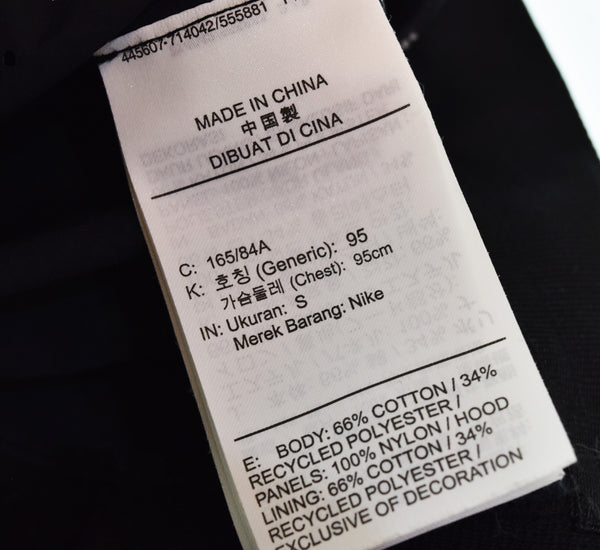 445607-714042/555881
MADE IN CHINA
中国製
DIBUAT DI CINA
C: 165/84A
K: 호칭 (Generic): 95
가슴둘레 (Chest): 95cm
IN: Ukuran: S
Merek Barang: Nike
E: BODY: 66% COTTON / 34%
RECYCLED POLYESTER /
PANELS: 100% NYLON / HOOD
LINING: 66% COTTON / 34%
RECYCLED POLYESTER /
EXCLUSIVE OF DECORATION